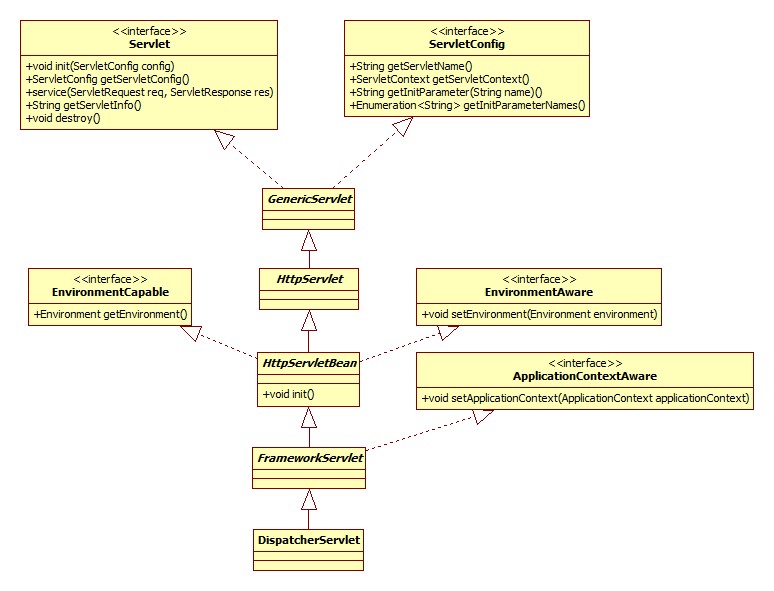 <<interface>>
Servlet
+void init(ServletConfig config)
+ServletConfig getServletConfig()
+service(ServletRequest req, ServletResponse res)
+String getServletInfo()
+void destroy()
<<interface>>
ServletConfig
+String getServletName()
+ServletContext getServletContext()
+String getInitParameter(String name)()
+Enumeration<String> getInitParameterNames()
GenericServlet
HttpServlet
<<interface>>
EnvironmentCapable
+Environment getEnvironment()
<<interface>>
EnvironmentAware
+void setEnvironment(Environment environment)
HttpServletBean
+void init()
<<interface>>
ApplicationContextAware
+void setApplicationContext(ApplicationContext applicationContext)
FrameworkServlet
DispatcherServlet